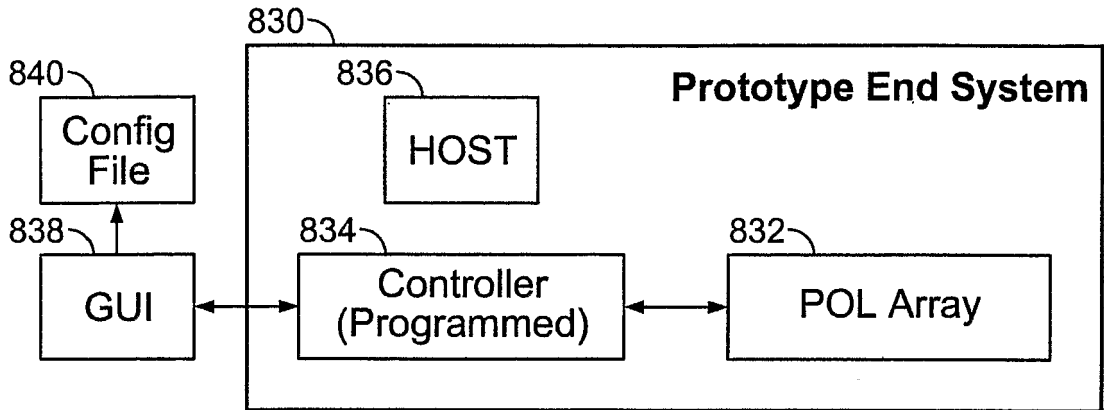 830
840
836
Prototype End System
Config
File
HOST
838
834
832
GUI
Controller
(Programmed)
POL Array